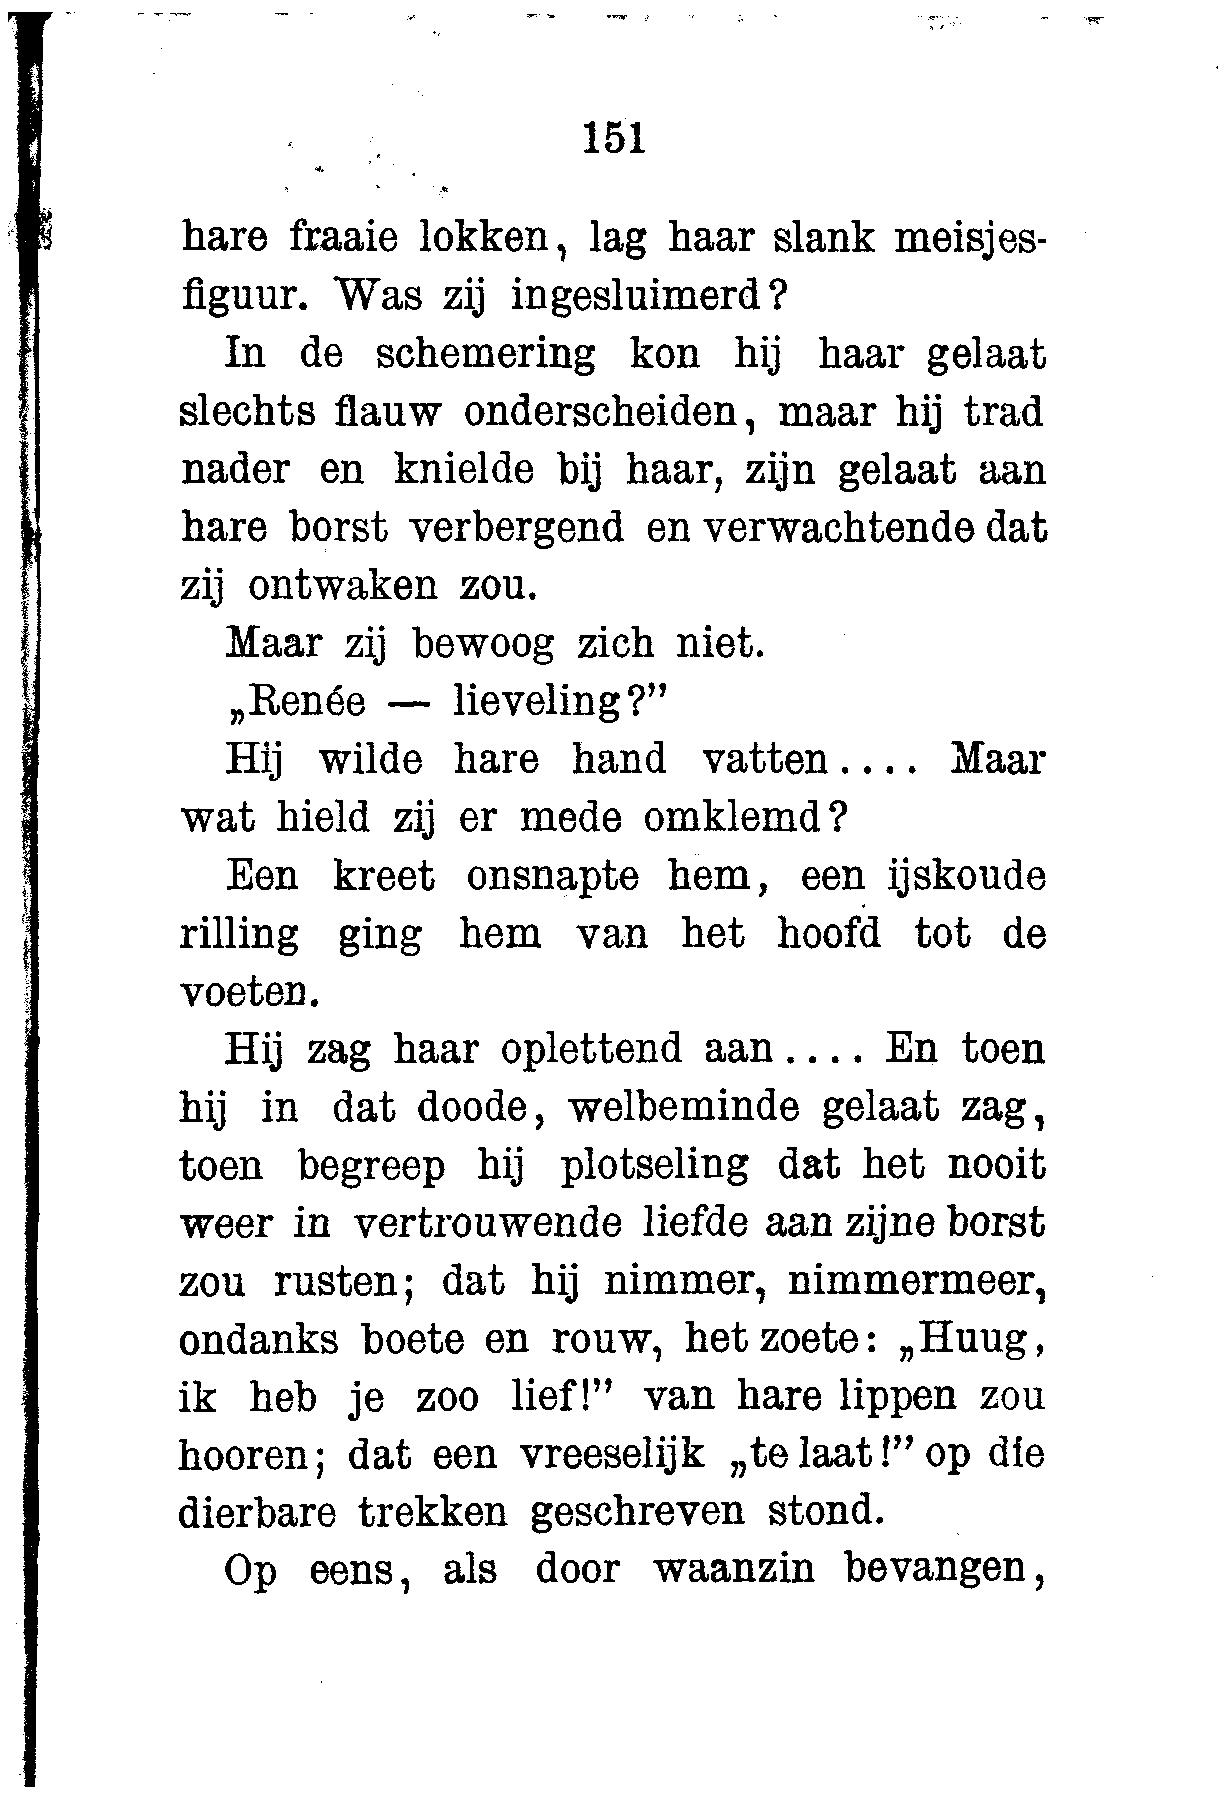 151
hare fraaie lokken, lag haar slank meisjes-
figuur. Was zij ingesluimerd?
In de schemering kon hij haar gelaat
slechts flauw onderscheiden, maar hij trad
nader en knielde bij haar, zijn gelaat aan
hare borst verbergend en verwachtende dat
zij ontwaken zou.
Maar zij bewoog zich niet.
„Renée — lieveling?”
Hij wilde hare hand vatten.... Maar
wat hield zij er mede omklemd?
Een kreet onsnapte hem, een ijskoude
rilling ging hem van het hoofd tot de
voeten.
Hij zag haar oplettend aan.... En toen
hij in dat doode, welbeminde gelaat zag,
toen begreep hij plotseling dat het nooit
weer in vertrouwende liefde aan zijne borst
zou rusten; dat hij nimmer, nimmermeer,
ondanks boete en rouw, het zoete: „Huug,
ik heb je zoo lief!” van hare lippen zou
hooren; dat een vreeselijk „te laat!” op die
dierbare trekken geschreven stond.
Op eens, als door waanzin bevangen,